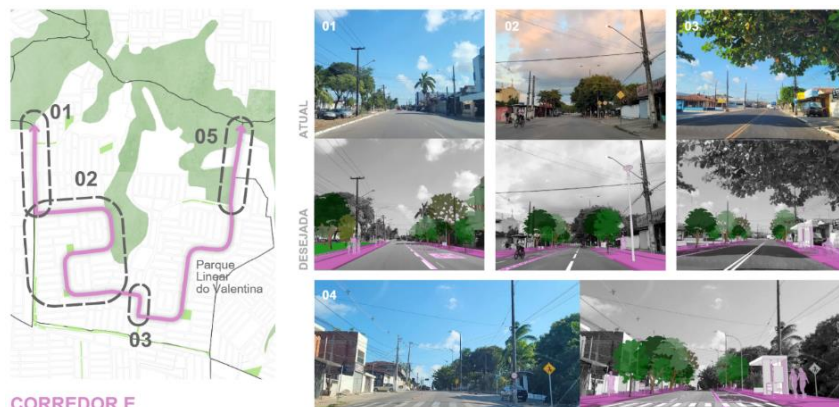 01
02
03
05
Parque
Linear
do Valentina
CORREDOR E
ATUAL
DESEJADA
01
02
03
04